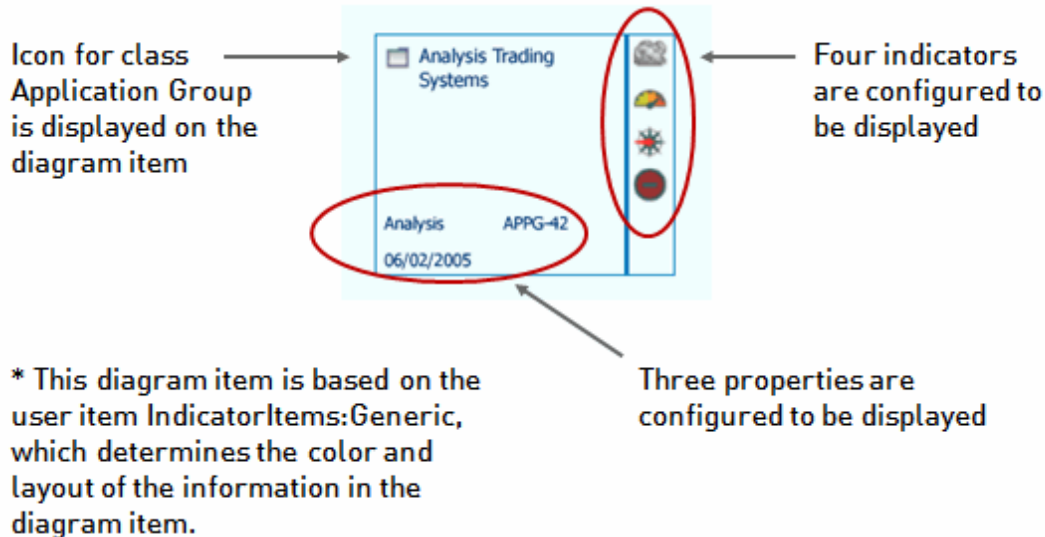 Icon for class
Application Group
is displayed on the
diagram item
Analysis Trading
Systems
Analysis APPG-42
06/02/2005
Four indicators
are configured to
be displayed
* This diagram item is based on the
user item IndicatorItems:Generic,
which determines the color and
layout of the information in the
diagram item.
Three properties are
configured to be displayed